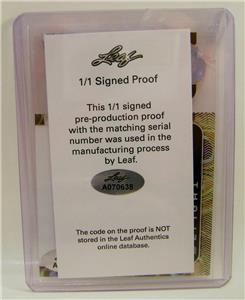 Leaf
1/1 Signed Proof
This 1/1 signed
pre-production proof
with the matching serial
number was used in the
manufacturing process
by Leaf.
Leaf
A070638
The code on the proof is NOT
stored in the Leaf Authentics
online database.